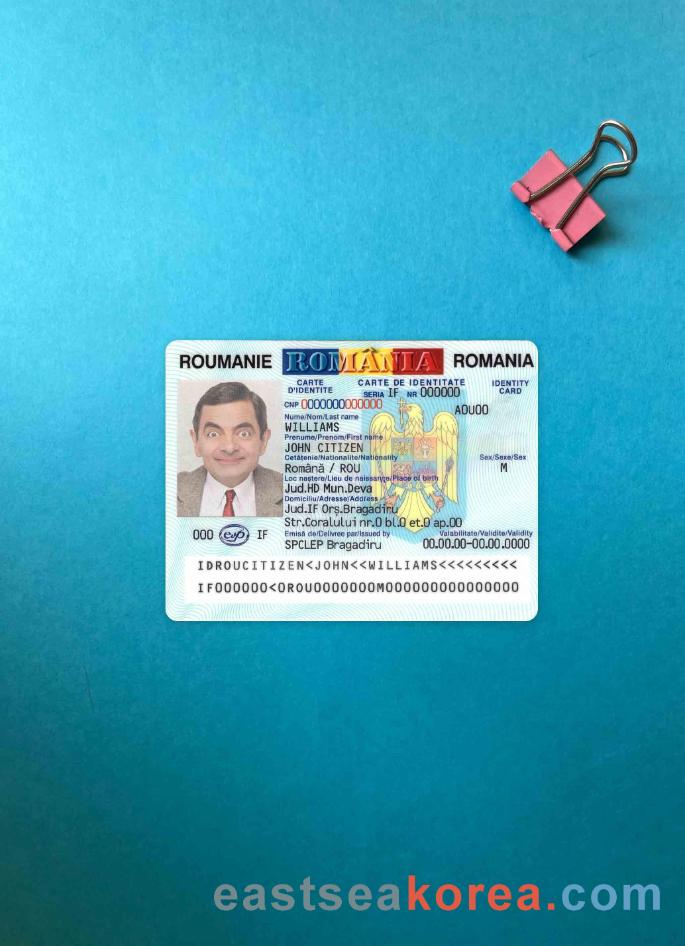 ROUMANIE ROMÂNIA ROMANIA
CARTE D'IDENTITE
CARTE DE IDENTITATE
IDENTITY CARD
SERIA IF NR 000000
CNP 0000000000000
A0U00
Nume/Nom/Last name
WILLIAMS
Prenume/Prenom/First name
JOHN CITIZEN
Cetăţenie/Nationalite/Nationality
Sex/Sexe/Sex
Română / ROU
M
Loc naştere/Lieu de naissance/Place of birth
Jud.HD Mun.Deva
Domiciliu/Adresse/Address
Jud.IF Orş.Bragadiru
Str.Coralului nr.0 bl.0 et.0 ap.00
Emisă de/Delivree par/Issued by
Valabilitate/Validite/Validity
SPCLEP Bragadiru
00.00.00-00.00.0000
000 IF
IDROUCITIZEN<JOHN<<WILLIAMS<<<<<<<<<
IF000000<0ROU0000000M000000000000000
eastseakorea.com